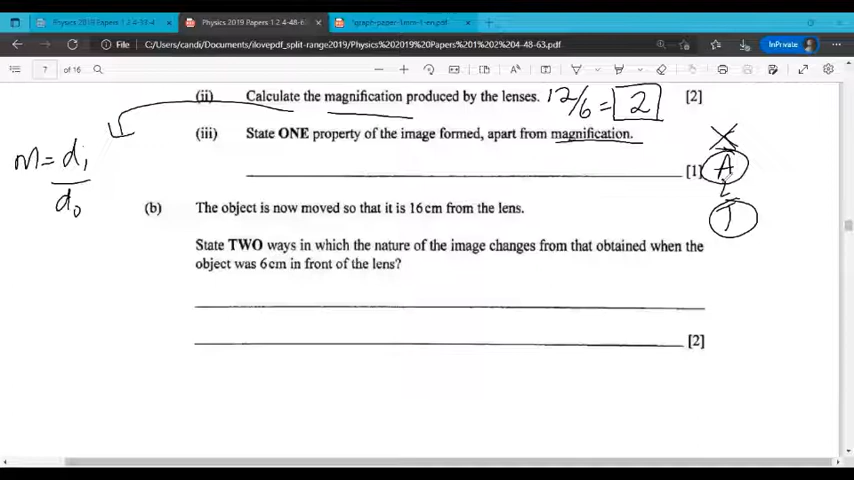 Physics 2019 Papers 1 2 4-33-4
Physics 2019 Papers 1 2 4-48-63
graph-paper-1mm-1-en.pdf
File
C:/Users/candi/Documents/ilovepdf_split-range2019/Physics%202019%20Papers%201%202%204-48-63.pdf
InPrivate
7 of 16
(ii) Calculate the magnification produced by the lenses. 12/6 = 2 [2]
(iii) State ONE property of the image formed, apart from magnification.
[1] A
L
T
m = di
do
(b) The object is now moved so that it is 16 cm from the lens.
State TWO ways in which the nature of the image changes from that obtained when the
object was 6 cm in front of the lens?
[2]